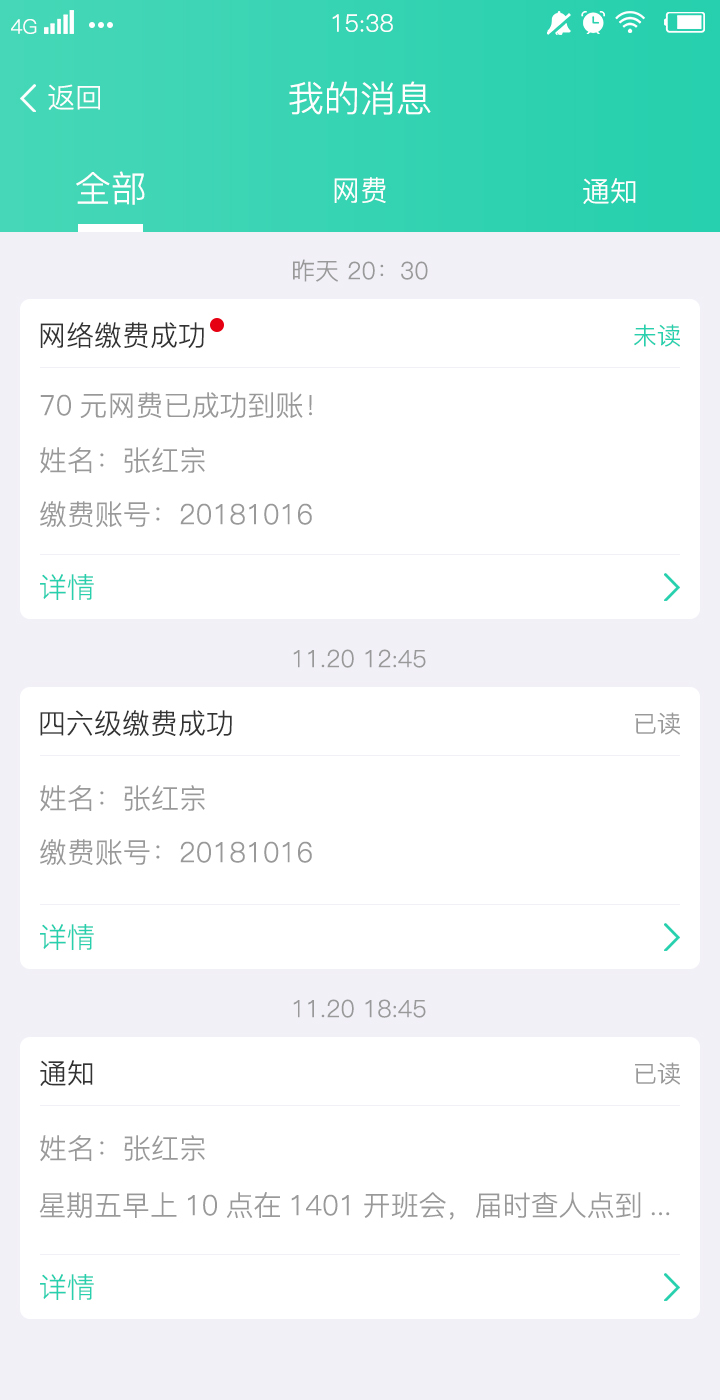 4G 15:38
返回 我的消息
全部 网费 通知
昨天 20：30
网络缴费成功 未读
70 元网费已成功到账！
姓名：张红宗
缴费账号：20181016
详情
11.20 12:45
四六级缴费成功 已读
姓名：张红宗
缴费账号：20181016
详情
11.20 18:45
通知 已读
姓名：张红宗
星期五早上 10 点在 1401 开班会，届时查人点到 ...
详情